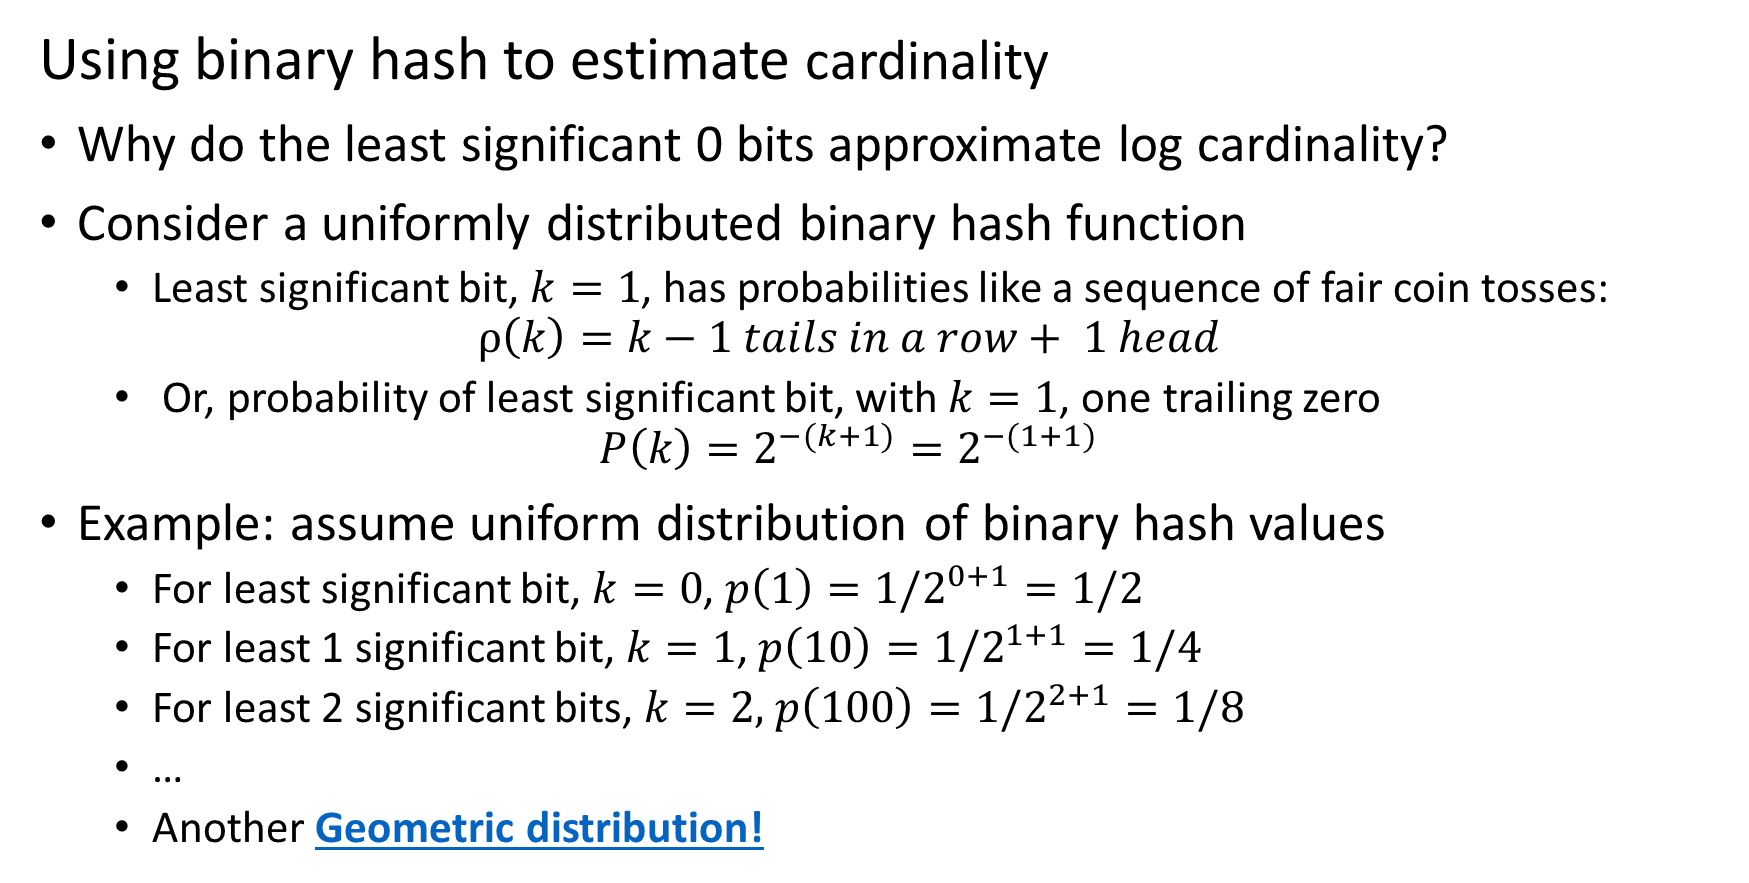 Using binary hash to estimate cardinality
• Why do the least significant 0 bits approximate log cardinality?
• Consider a uniformly distributed binary hash function
• Least significant bit, k = 1, has probabilities like a sequence of fair coin tosses:
ρ(k) = k − 1 tails in a row + 1 head
• Or, probability of least significant bit, with k = 1, one trailing zero
P(k) = 2^{−(k+1)} = 2^{−(1+1)}
• Example: assume uniform distribution of binary hash values
• For least significant bit, k = 0, p(1) = 1/2^{0+1} = 1/2
• For least 1 significant bit, k = 1, p(10) = 1/2^{1+1} = 1/4
• For least 2 significant bits, k = 2, p(100) = 1/2^{2+1} = 1/8
• …
• Another Geometric distribution!